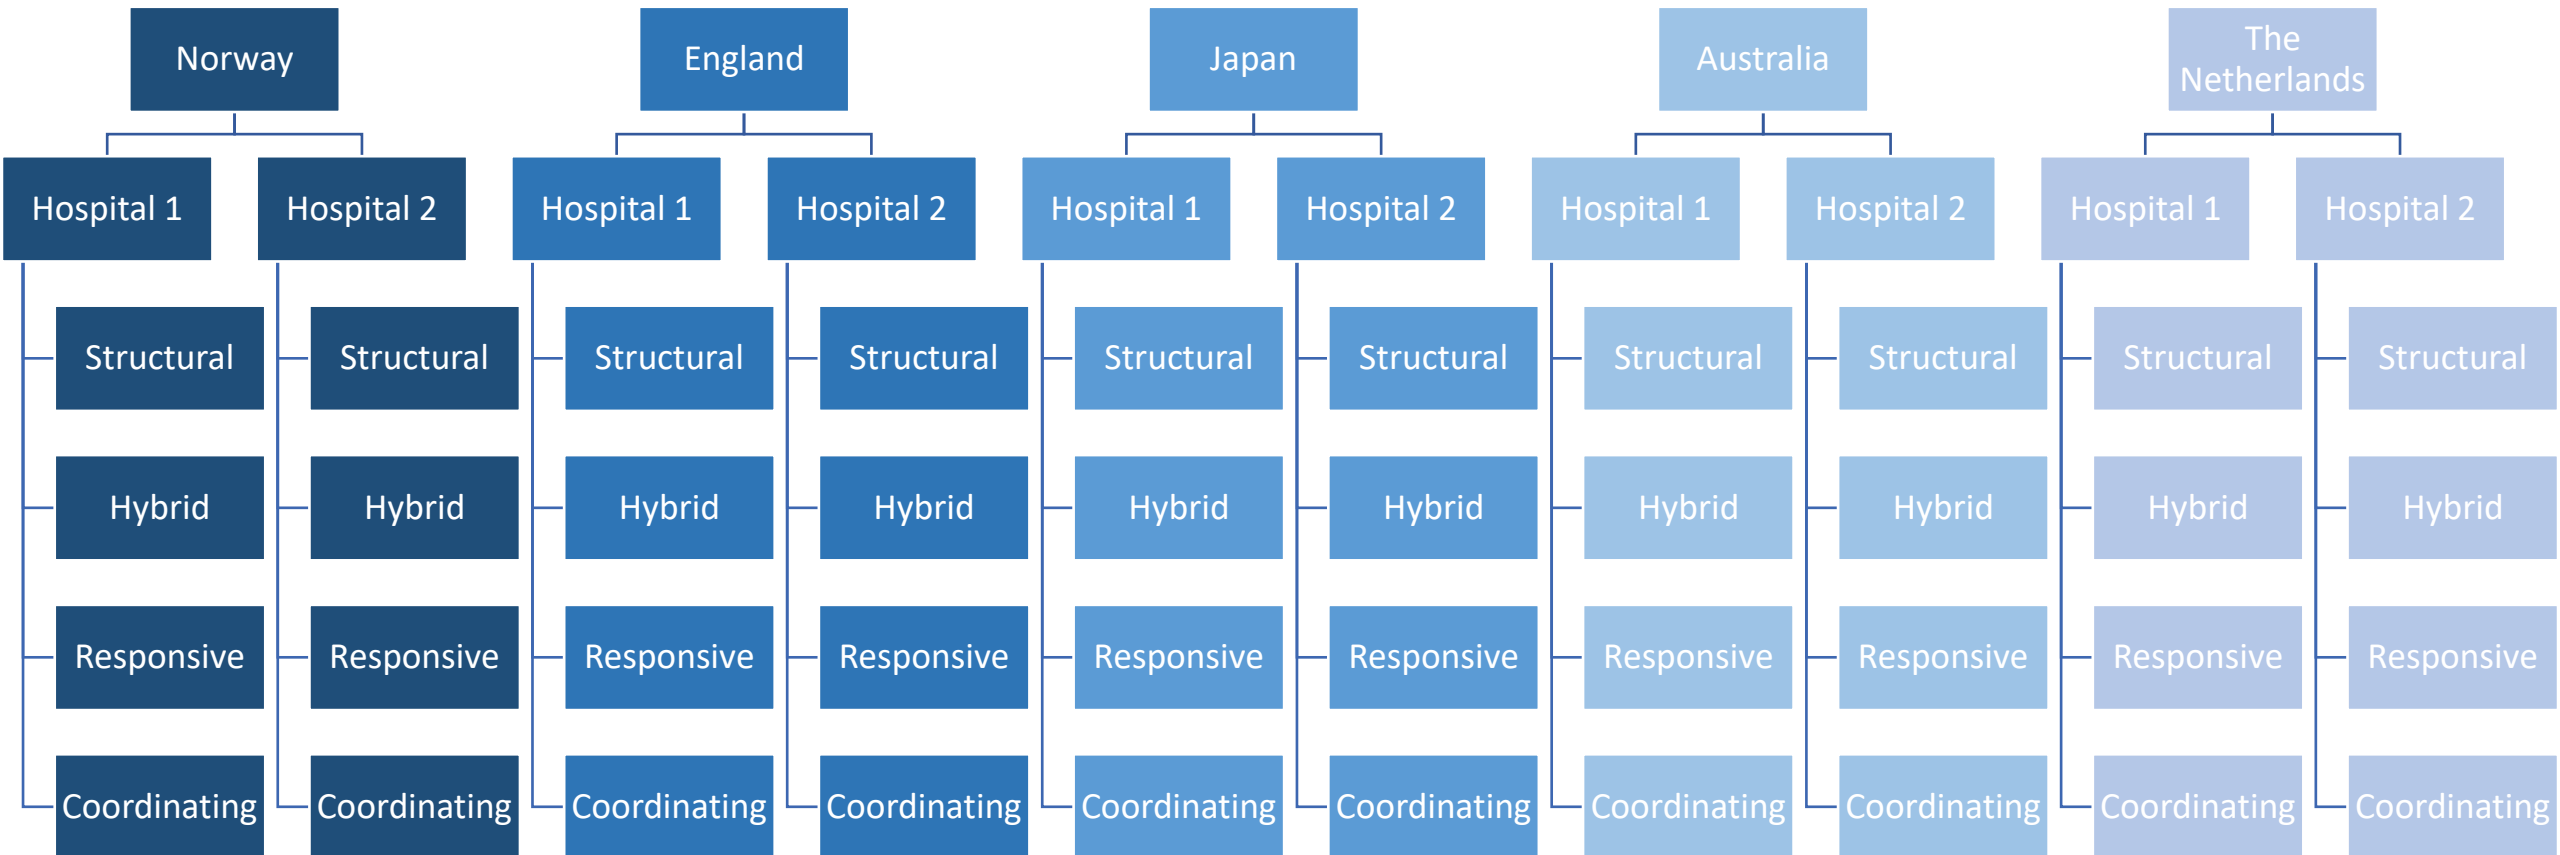 Norway
England
Japan
Australia
The
Netherlands
Hospital 1
Hospital 2
Hospital 1
Hospital 2
Hospital 1
Hospital 2
Hospital 1
Hospital 2
Hospital 1
Hospital 2
Structural
Structural
Structural
Structural
Structural
Structural
Structural
Structural
Structural
Structural
Hybrid
Hybrid
Hybrid
Hybrid
Hybrid
Hybrid
Hybrid
Hybrid
Hybrid
Hybrid
Responsive
Responsive
Responsive
Responsive
Responsive
Responsive
Responsive
Responsive
Responsive
Responsive
Coordinating
Coordinating
Coordinating
Coordinating
Coordinating
Coordinating
Coordinating
Coordinating
Coordinating
Coordinating